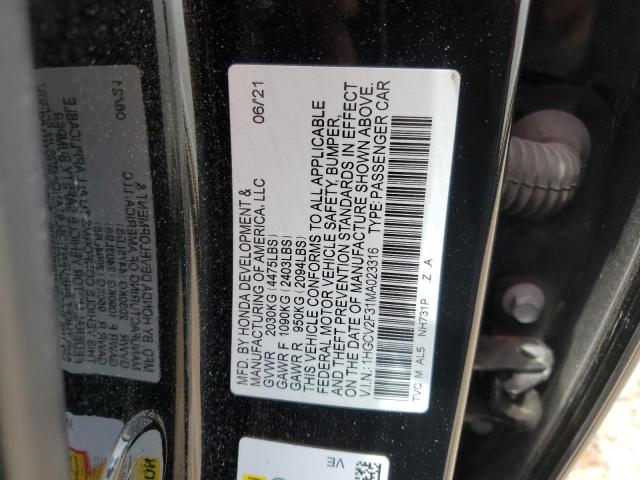 MFD. BY HONDA DEVELOPMENT & 06/21
MANUFACTURING OF AMERICA, LLC
GVWR 2030KG (4475LBS)
GAWR F 1090KG (2403LBS)
GAWR R 950KG (2094LBS)
THIS VEHICLE CONFORMS TO ALL APPLICABLE
FEDERAL MOTOR VEHICLE SAFETY, BUMPER,
AND THEFT PREVENTION STANDARDS IN EFFECT
ON THE DATE OF MANUFACTURE SHOWN ABOVE.
V.I.N.: 1HGCV2F31MA023316 TYPE: PASSENGER CAR
TVC M AL5 NH731P Z A
VE